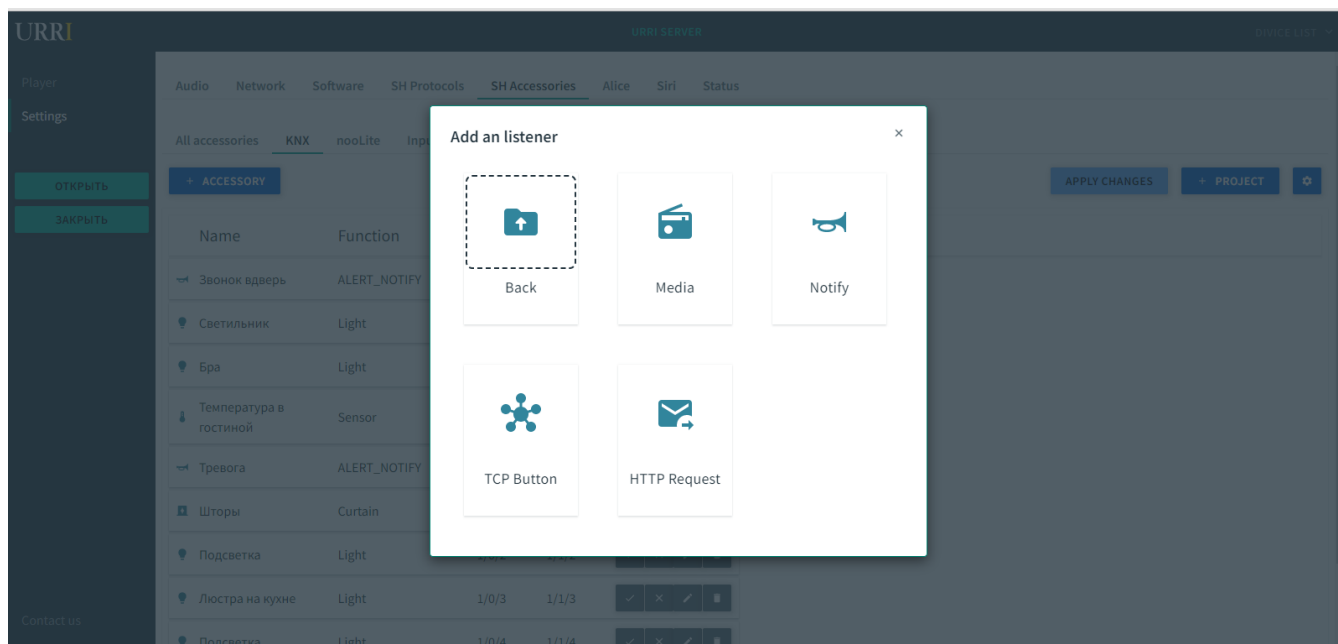 URRI
URRI SERVER
DIVICE LIST
Player
Settings
ОТКРЫТЬ
ЗАКРЫТЬ
Contact us
Audio Network Software SH Protocols SH Accessories Alice Siri Status
All accessories KNX nooLite
+ ACCESSORY
APPLY CHANGES + PROJECT
Name Function
Звонок вдверь ALERT_NOTIFY
Светильник Light
Бра Light
Температура в
гостиной
Sensor
Тревога ALERT_NOTIFY
Шторы Curtain
Подсветка Light
Люстра на кухне Light 1/0/3 1/1/3
Подсветка Light 1/0/4 1/1/4
Add an listener
×
Back Media Notify
TCP Button HTTP Request